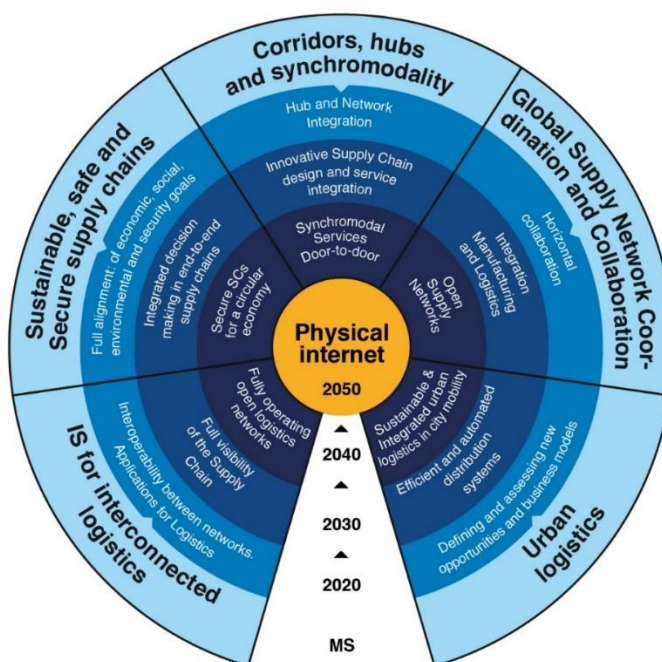 Corridors, hubs
and synchromodality
Hub and Network
Integration
Innovative Supply Chain
design and service
integration
Synchromodal
Services
Door-to-door
Global Supply Network Coor-
dination and Collaboration
Horizontal
collaboration
Integration
Manufacturing
and Logistics
Open
Supply
Networks
Urban
logistics
Defining and assessing new
opportunities and business models
Efficient and automated
distribution
systems
Sustainable &
Integrated urban
logistics in city mobility
IS for interconnected
logistics
Interoperability between networks.
Applications for Logistics
Full visibility
of the Supply
Chain
Fully operating
open logistics
networks
Sustainable, safe and
Secure supply chains
Full alignment: of economic, social,
environmental and security goals
Integrated decision
making in end-to-end
supply chains
Secure SCs
for a circular
economy
Physical
internet
2050
2040
2030
2020
MS